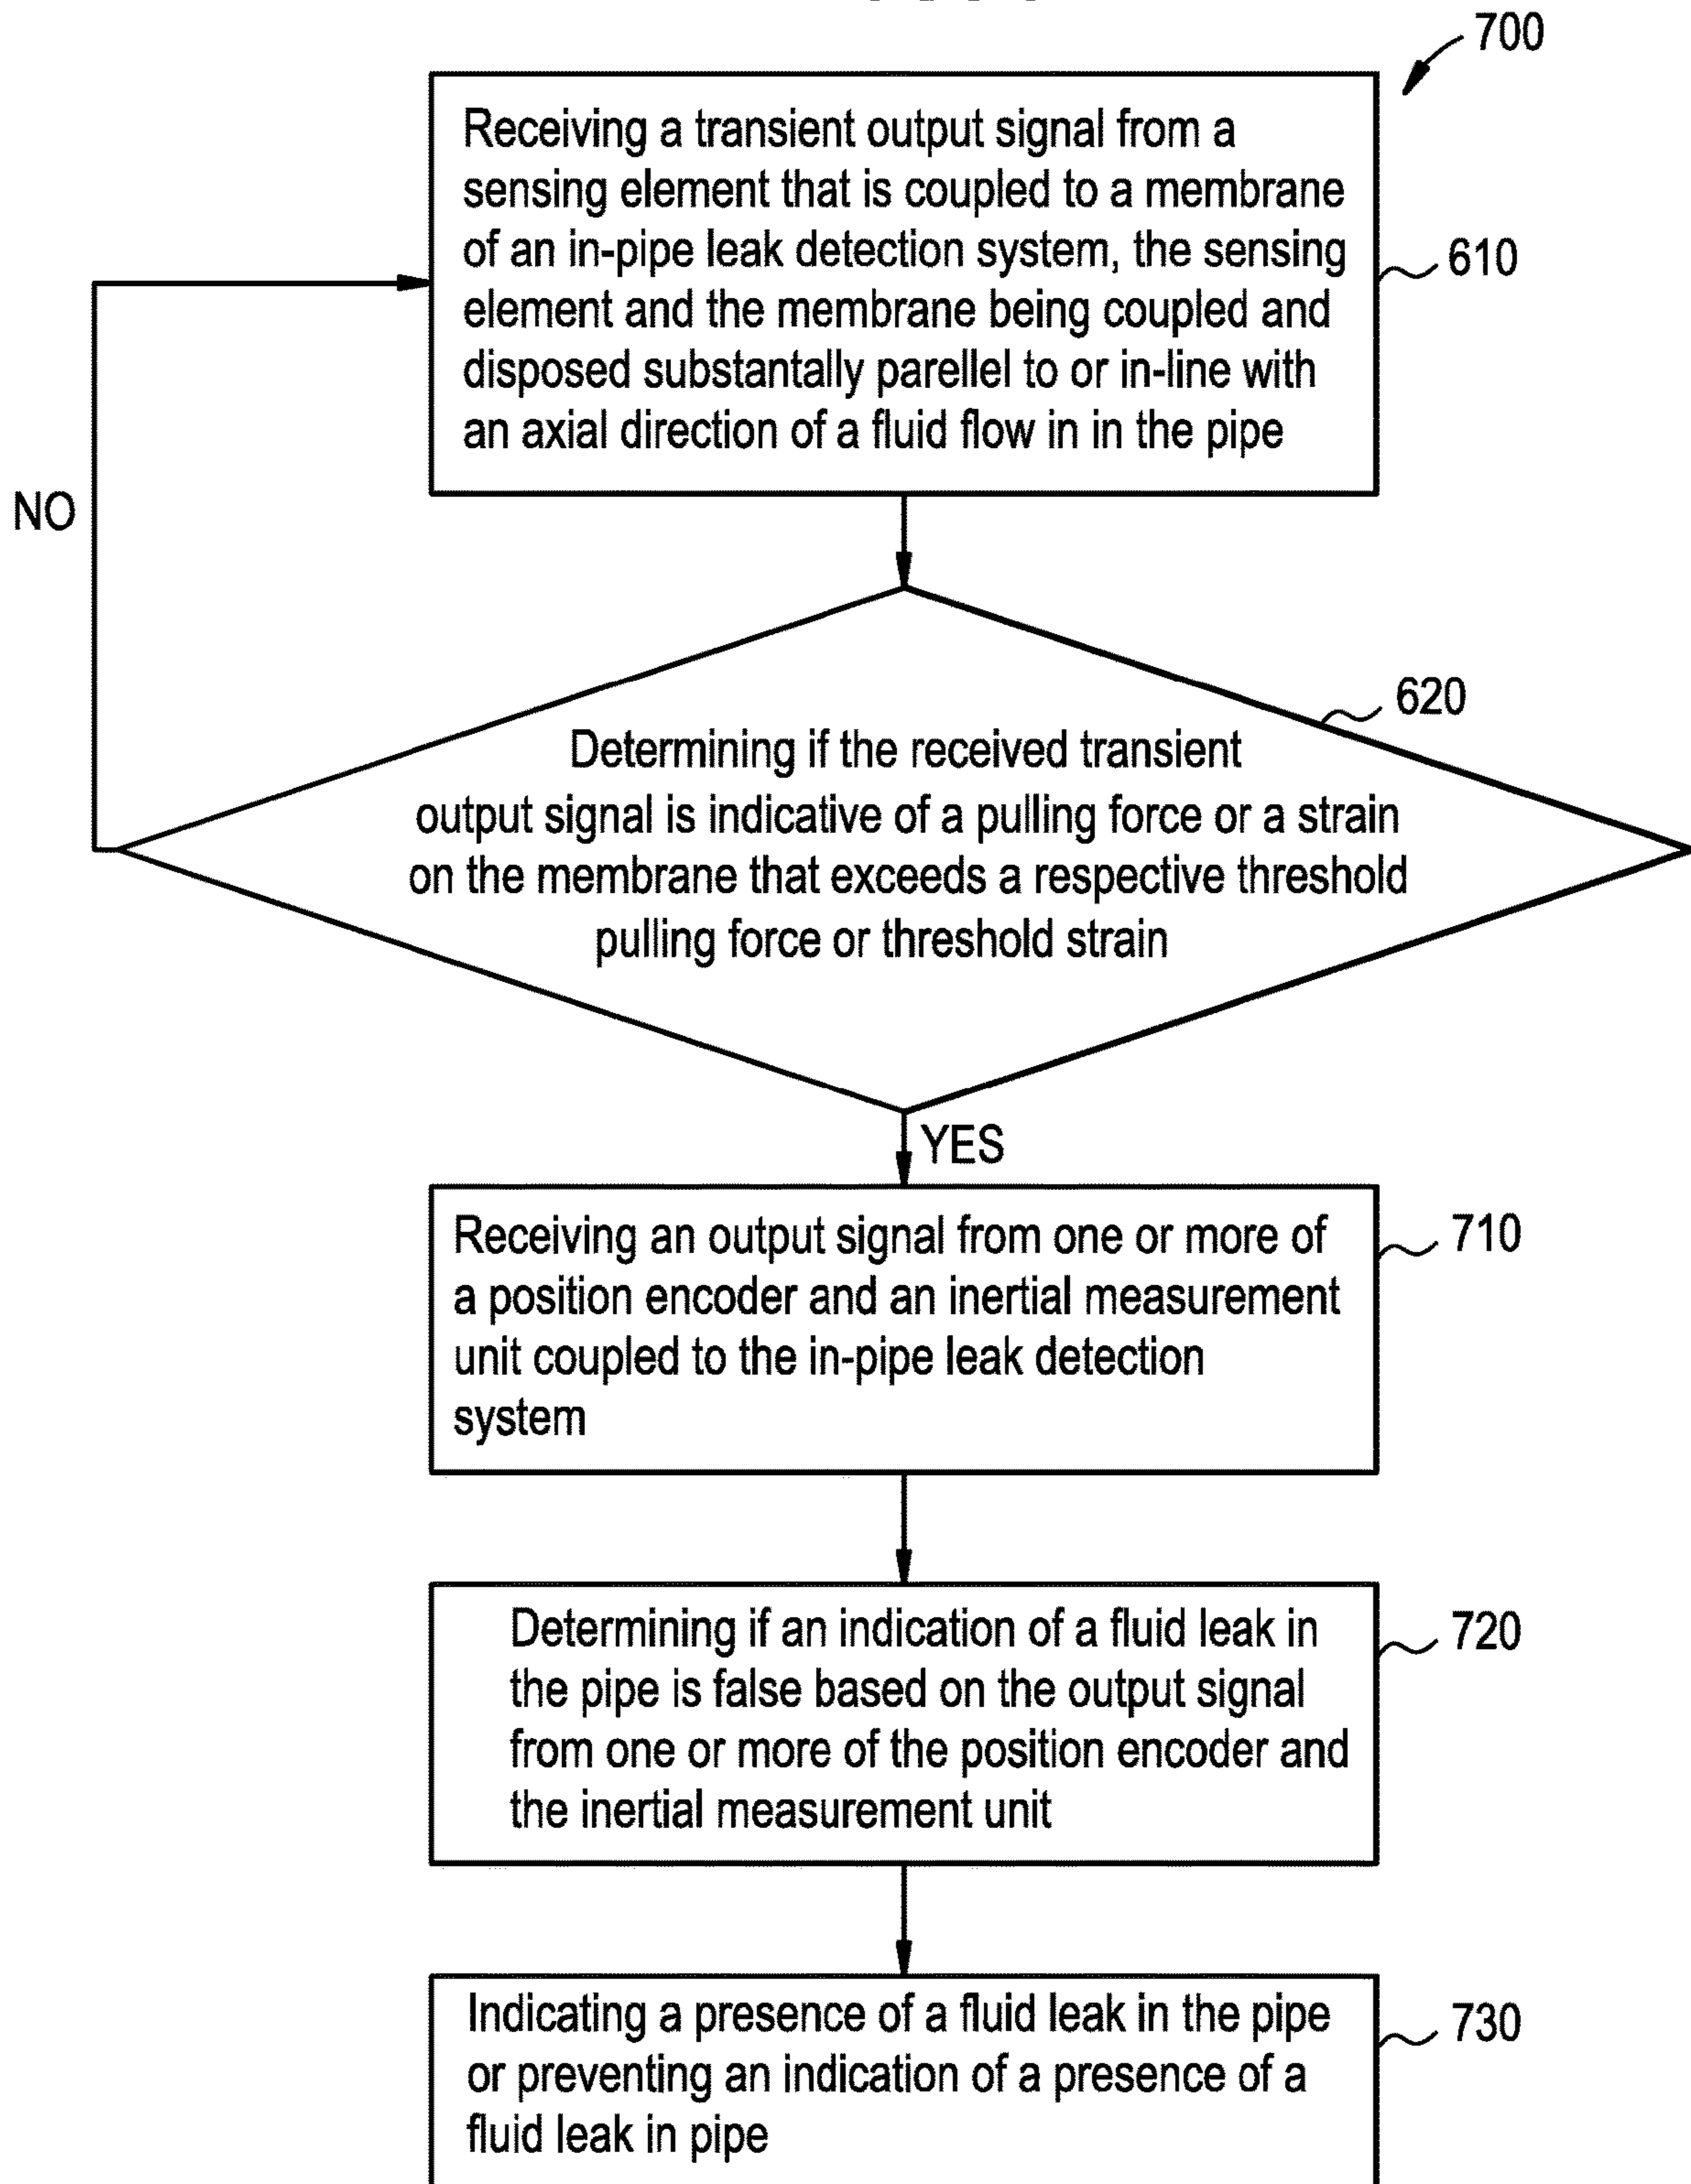 700
Receiving a transient output signal from a
sensing element that is coupled to a membrane
of an in-pipe leak detection system, the sensing
element and the membrane being coupled and
disposed substantally parellel to or in-line with
an axial direction of a fluid flow in in the pipe
610
NO
620
Determining if the received transient
output signal is indicative of a pulling force or a strain
on the membrane that exceeds a respective threshold
pulling force or threshold strain
YES
Receiving an output signal from one or more of
a position encoder and an inertial measurement
unit coupled to the in-pipe leak detection
system
710
Determining if an indication of a fluid leak in
the pipe is false based on the output signal
from one or more of the position encoder and
the inertial measurement unit
720
Indicating a presence of a fluid leak in the pipe
or preventing an indication of a presence of a
fluid leak in pipe
730